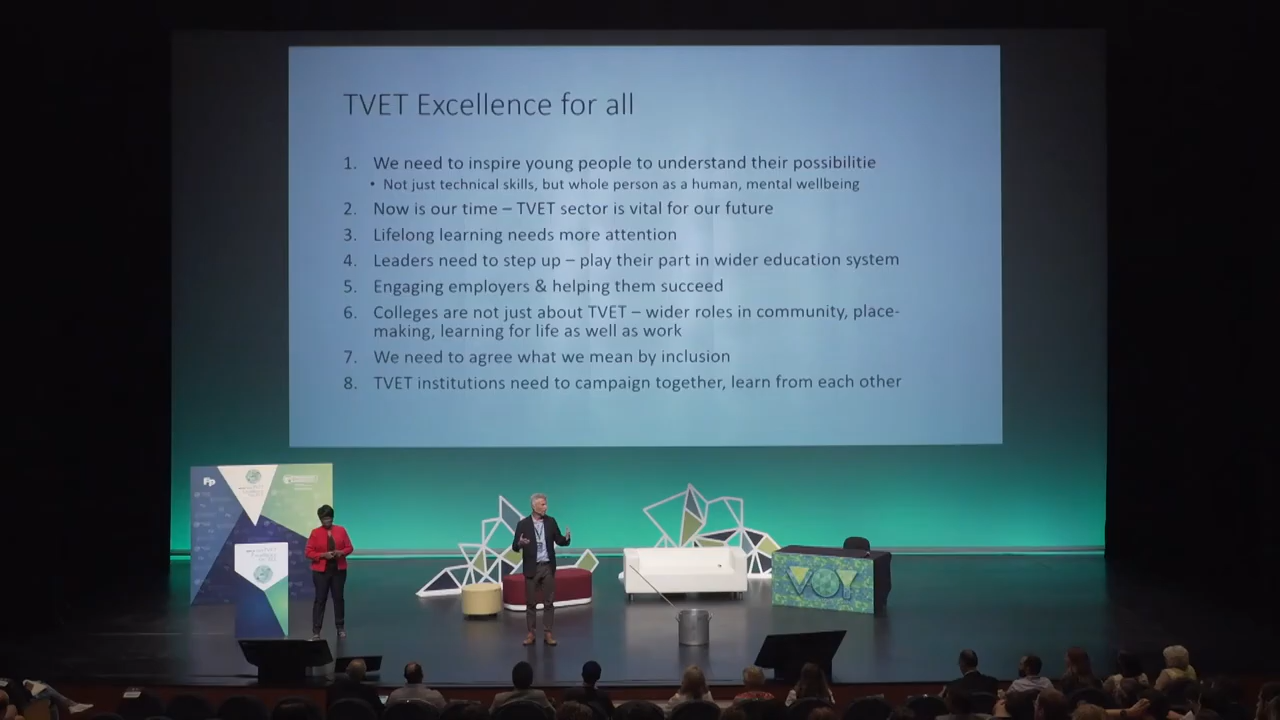 TVET Excellence for all
1. We need to inspire young people to understand their possibilitie
• Not just technical skills, but whole person as a human, mental wellbeing
2. Now is our time – TVET sector is vital for our future
3. Lifelong learning needs more attention
4. Leaders need to step up – play their part in wider education system
5. Engaging employers & helping them succeed
6. Colleges are not just about TVET – wider roles in community, place-
making, learning for life as well as work
7. We need to agree what we mean by inclusion
8. TVET institutions need to campaign together, learn from each other
Fp
VOY